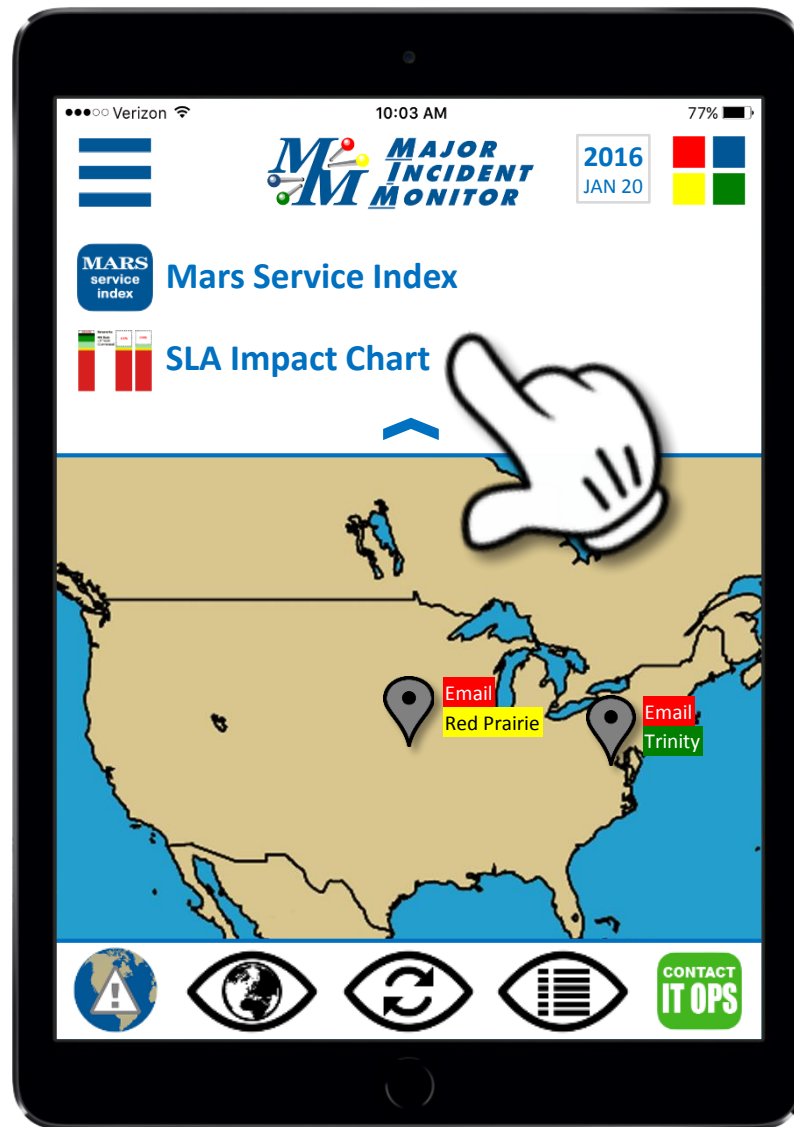 Verizon
10:03 AM
77%
MM MAJOR
INCIDENT
MONITOR
2016
JAN 20
MARS
service
index
Mars Service Index
SLA Impact Chart
Email
Red Prairie
Email
Trinity
CONTACT
IT OPS